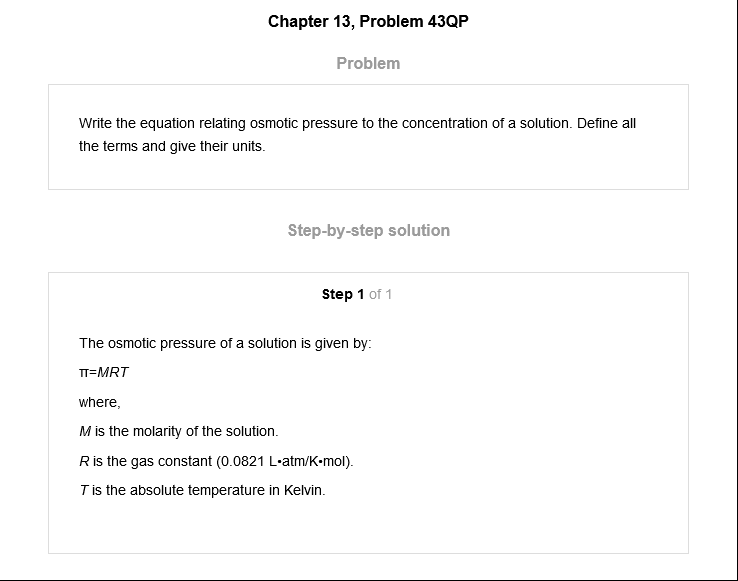 Chapter 13, Problem 43QP
Problem
Write the equation relating osmotic pressure to the concentration of a solution. Define all
the terms and give their units.
Step-by-step solution
Step 1 of 1
The osmotic pressure of a solution is given by:
π=MRT
where,
M is the molarity of the solution.
R is the gas constant (0.0821 L•atm/K•mol).
T is the absolute temperature in Kelvin.